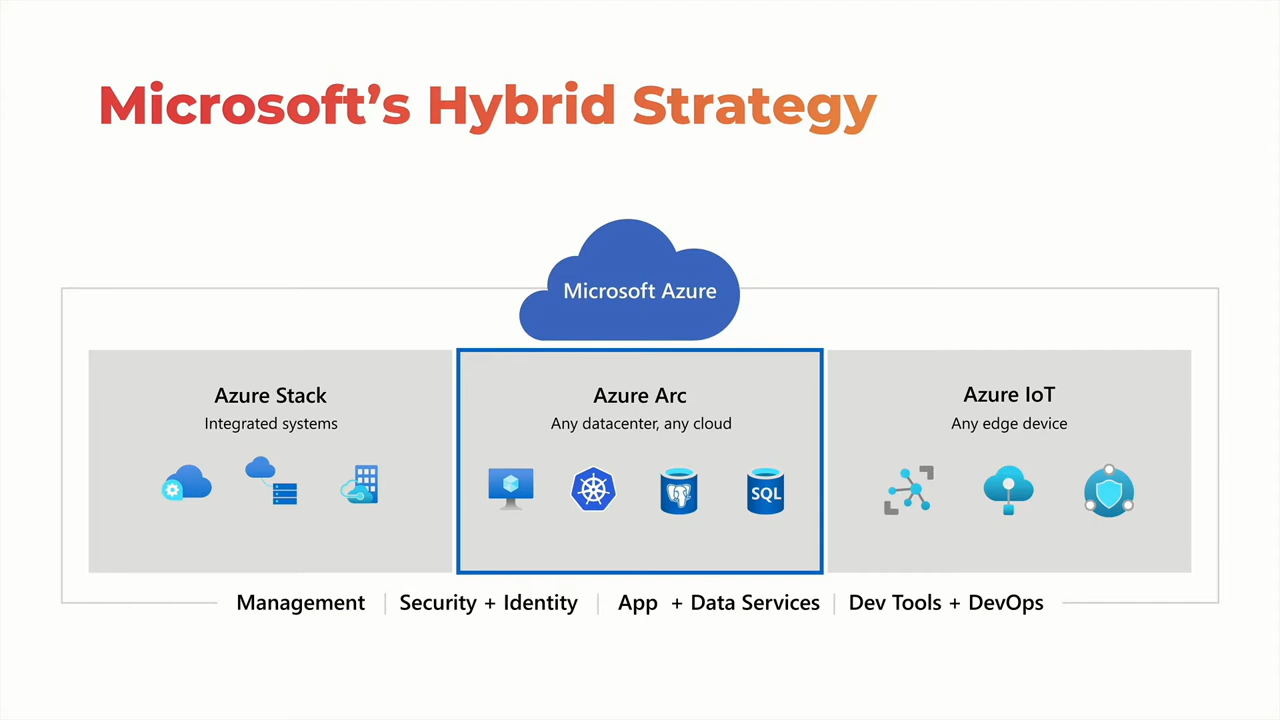 Microsoft’s Hybrid Strategy
Microsoft Azure
Azure Stack
Integrated systems
Azure Arc
Any datacenter, any cloud
SQL
Azure IoT
Any edge device
Management | Security + Identity | App + Data Services | Dev Tools + DevOps